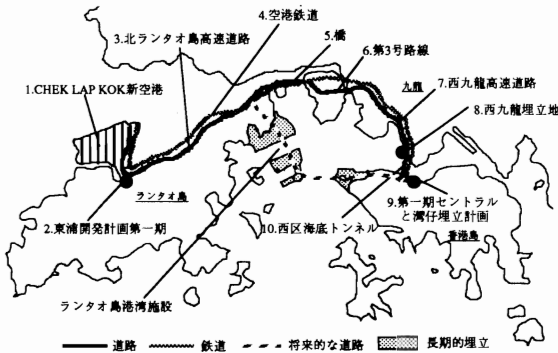 4.空港鉄道
5.橋
3.北ランタオ島高速道路
6.第3号路線
1.CHEK LAP KOK新空港
九龍
7.西九龍高速道路
8.西九龍埋立地
ランタオ島
9.第一期セントラル
と灣仔埋立計画
2.東涌開発計画第一期
10.西区海底トンネル
香港島
ランタオ島港湾施設
道路
鉄道
将来的な道路
長期的埋立